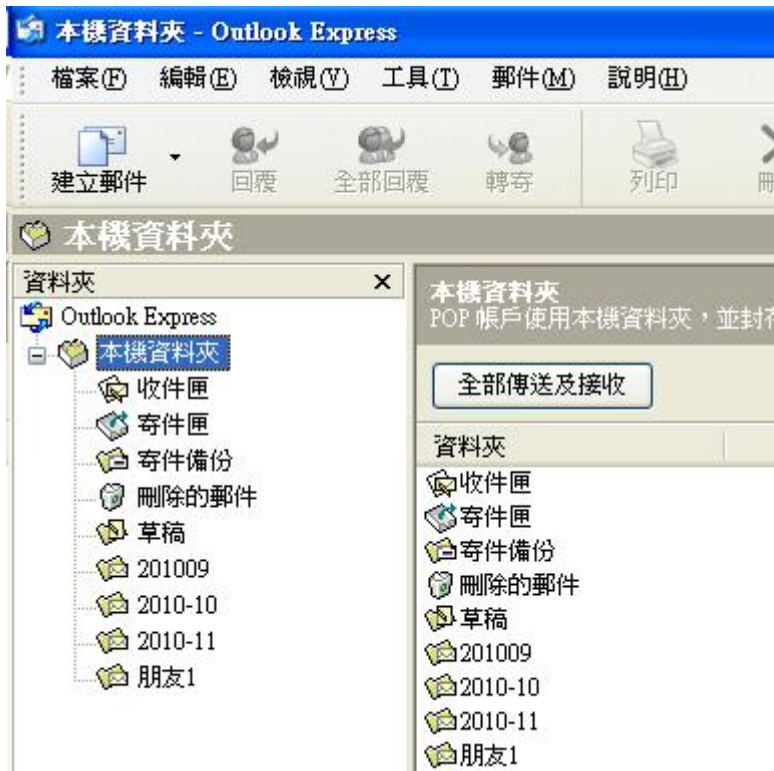 本機資料夾 - Outlook Express
檔案(F) 編輯(E) 檢視(V) 工具(T) 郵件(M) 說明(H)
建立郵件 回覆 全部回覆 轉寄 列印
本機資料夾
資料夾
Outlook Express
本機資料夾
收件匣
寄件匣
寄件備份
刪除的郵件
草稿
201009
2010-10
2010-11
朋友1
本機資料夾
POP 帳戶使用本機資料夾，並封存
全部傳送及接收
資料夾
收件匣
寄件匣
寄件備份
刪除的郵件
草稿
201009
2010-10
2010-11
朋友1